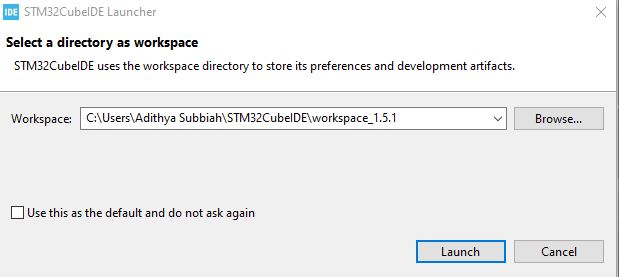 IDE STM32CubeIDE Launcher
Select a directory as workspace
STM32CubeIDE uses the workspace directory to store its preferences and development artifacts.
Workspace: C:\Users\Adithya Subbiah\STM32CubeIDE\workspace_1.5.1 Browse...
Use this as the default and do not ask again
Launch Cancel